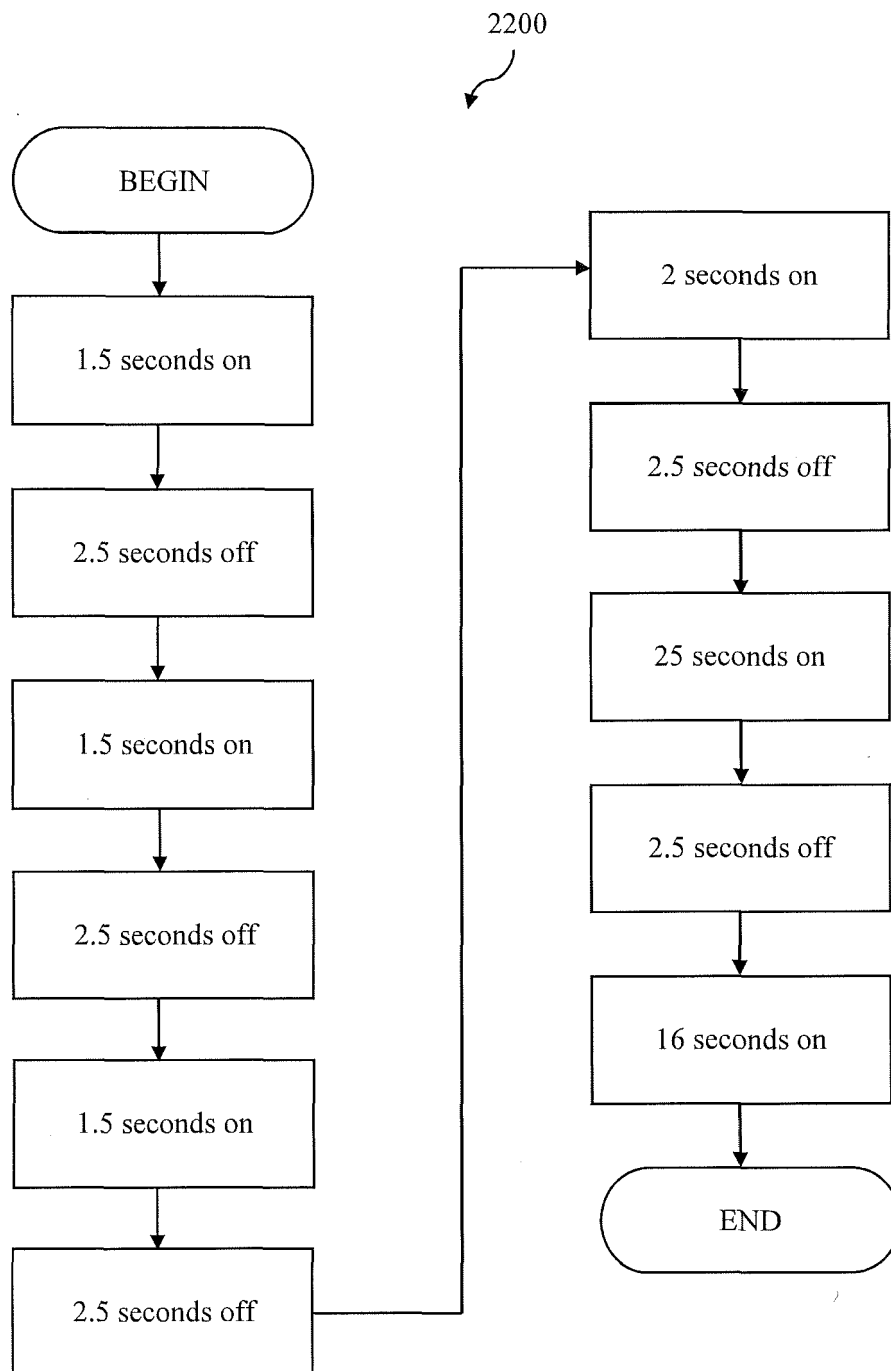 2200
BEGIN
1.5 seconds on
2.5 seconds off
1.5 seconds on
2.5 seconds off
1.5 seconds on
2.5 seconds off
2 seconds on
2.5 seconds off
25 seconds on
2.5 seconds off
16 seconds on
END